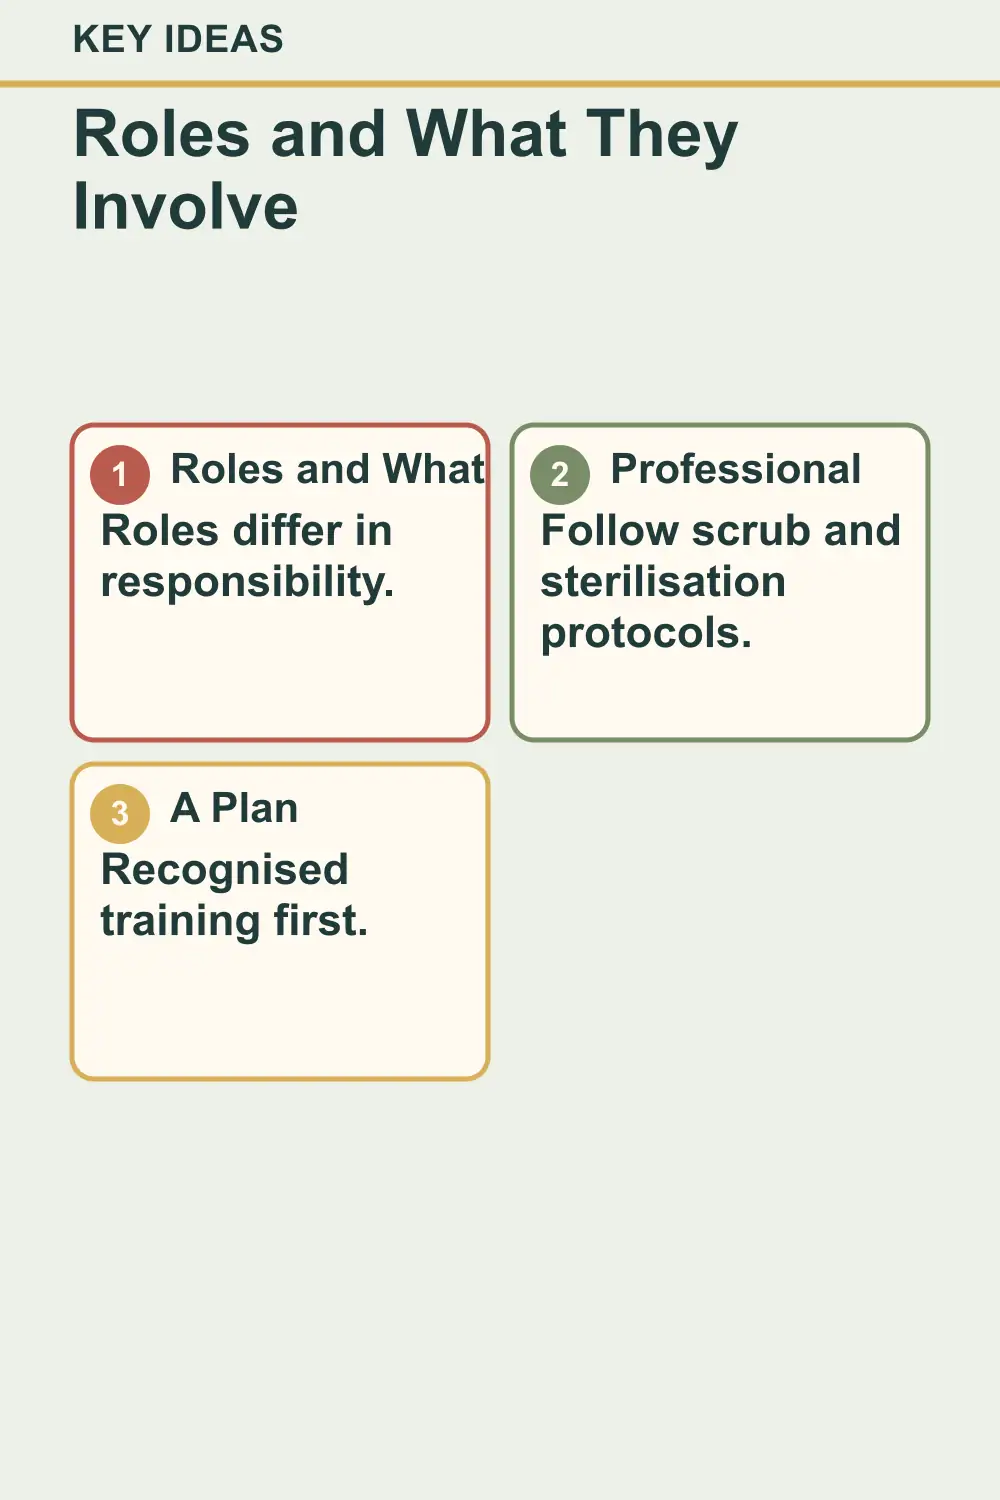 KEY IDEAS
Roles and What They
Involve
1 Roles and What
Roles differ in
responsibility.
2 Professional
Follow scrub and
sterilisation
protocols.
3 A Plan
Recognised
training first.